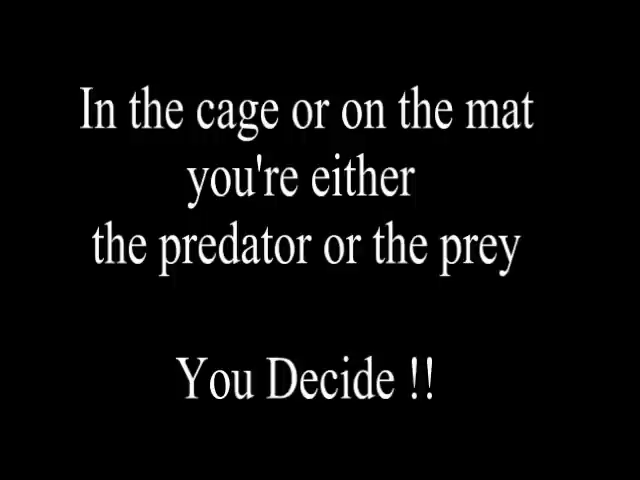 In the cage or on the mat
you're either
the predator or the prey
You Decide !!